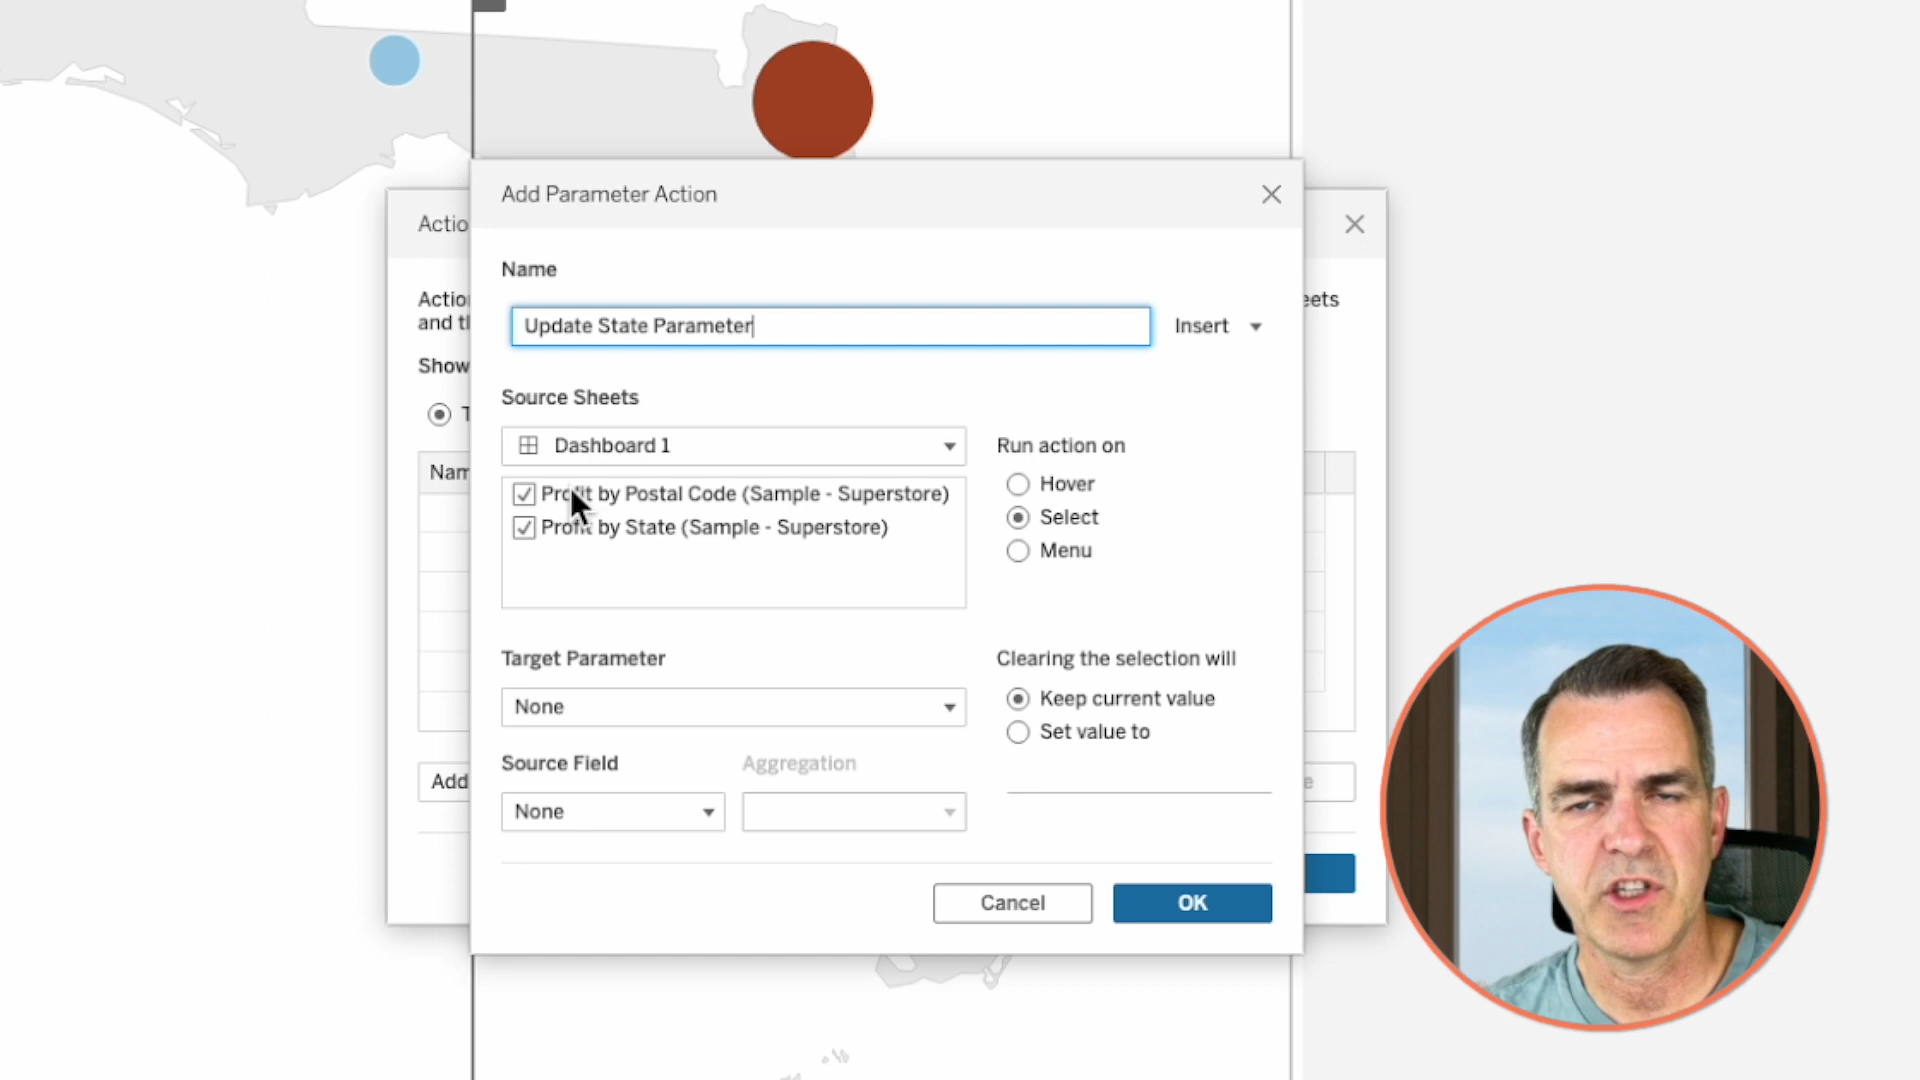 Add Parameter Action
Actio
Name
Actio
eets
and t
Update State Parameter
Insert
Show
Source Sheets
T
Dashboard 1
Run action on
Nam
Profit by Postal Code (Sample - Superstore)
Hover
Profit by State (Sample - Superstore)
Select
Menu
Target Parameter
Clearing the selection will
None
Keep current value
Set value to
Source Field
Aggregation
Add
e
None
Cancel
OK